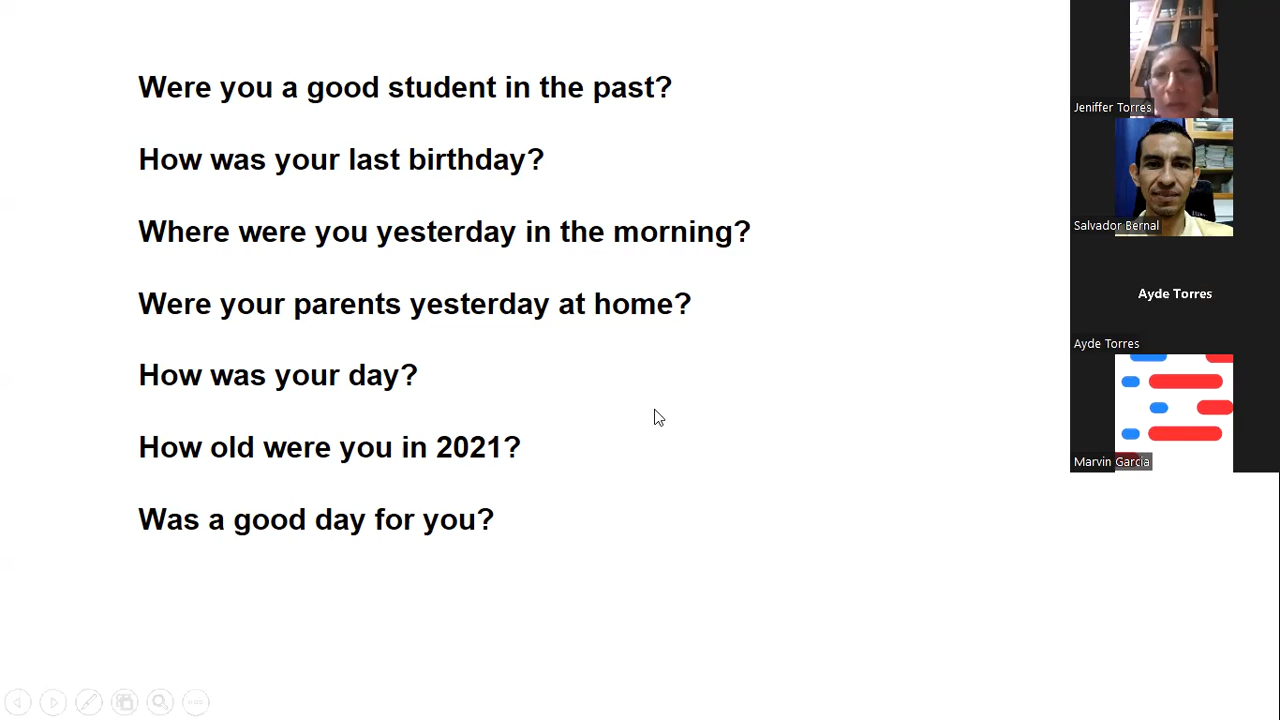 Were you a good student in the past?
How was your last birthday?
Where were you yesterday in the morning?
Were your parents yesterday at home?
How was your day?
How old were you in 2021?
Was a good day for you?
Jeniffer Torres
Salvador Bernal
Ayde Torres
Ayde Torres
Marvin Garcia